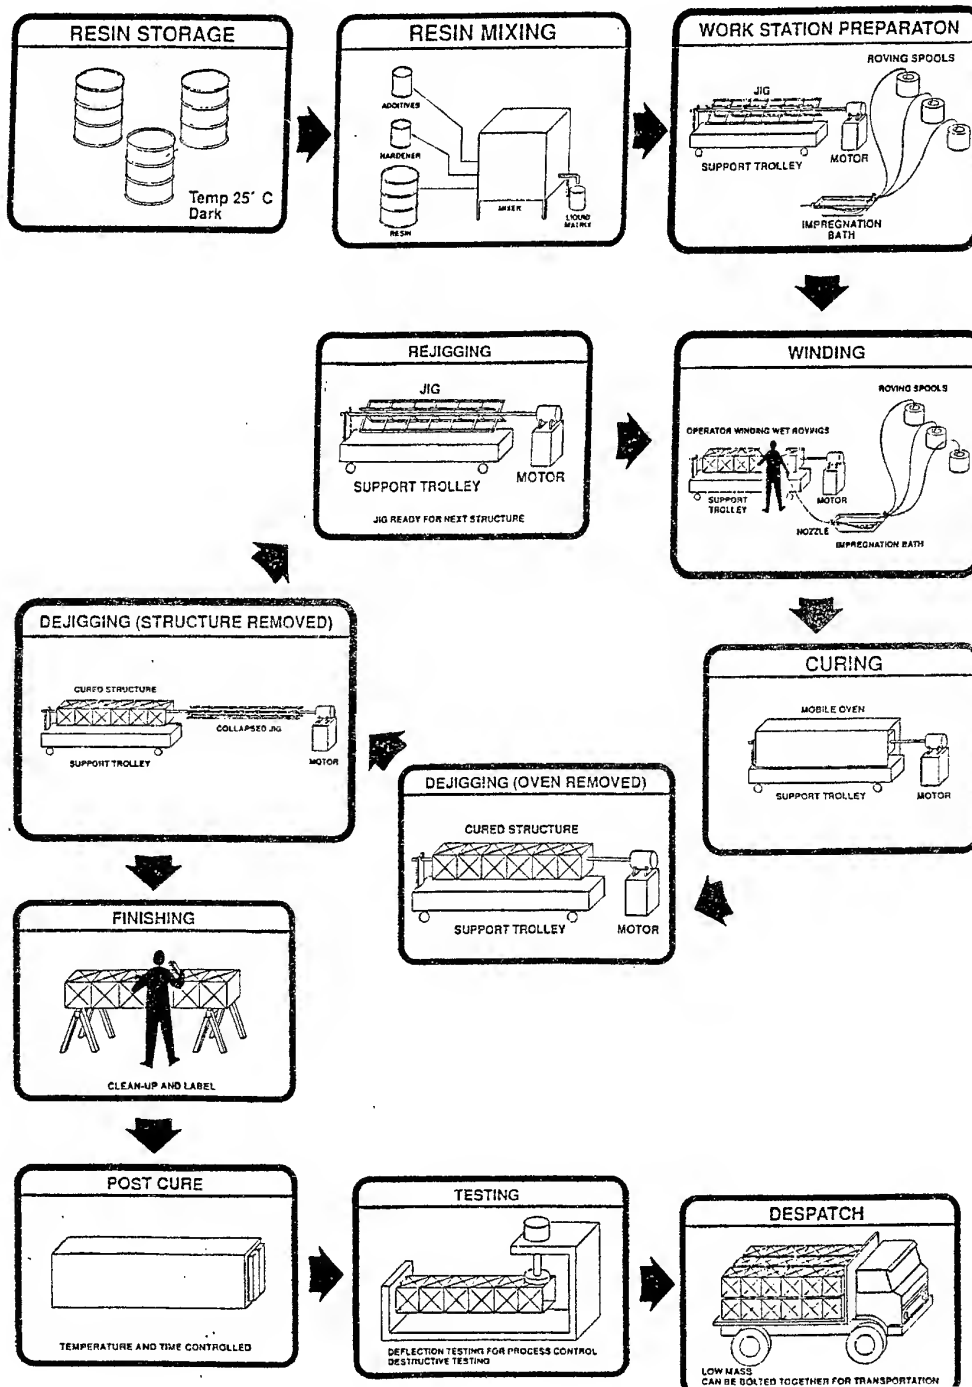 RESIN STORAGE
Temp 25° C
Dark
RESIN MIXING
ADDITIVES
HARDENER
RESIN
MIXER
LIQUID
MATRIX
WORK STATION PREPARATON
ROVING SPOOLS
JIG
SUPPORT TROLLEY
MOTOR
IMPREGNATION
BATH
REJIGGING
JIG
SUPPORT TROLLEY
MOTOR
JIG READY FOR NEXT STRUCTURE
WINDING
ROVING SPOOLS
OPERATOR WINDING WET ROVINGS
SUPPORT
TROLLEY
MOTOR
NOZZLE
IMPREGNATION BATH
DEJIGGING (STRUCTURE REMOVED)
CURED STRUCTURE
COLLAPSED JIG
SUPPORT TROLLEY
MOTOR
CURING
MOBILE OVEN
SUPPORT TROLLEY
MOTOR
DEJIGGING (OVEN REMOVED)
CURED STRUCTURE
SUPPORT TROLLEY
MOTOR
FINISHING
CLEAN-UP AND LABEL
POST CURE
TEMPERATURE AND TIME CONTROLLED
TESTING
DEFLECTION TESTING FOR PROCESS CONTROL
DESTRUCTIVE TESTING
DESPATCH
LOW MASS
CAN BE BOLTED TOGETHER FOR TRANSPORTATION